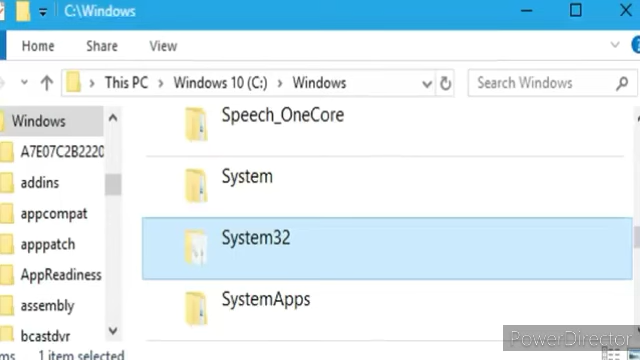 C:\Windows
Home Share View
This PC Windows 10 (C:) Windows
Search Windows
Windows
A7E07C2B2220
addins
appcompat
apppatch
AppReadiness
assembly
bcastdvr
Speech_OneCore
System
System32
SystemApps
1 item selected
PowerDirector